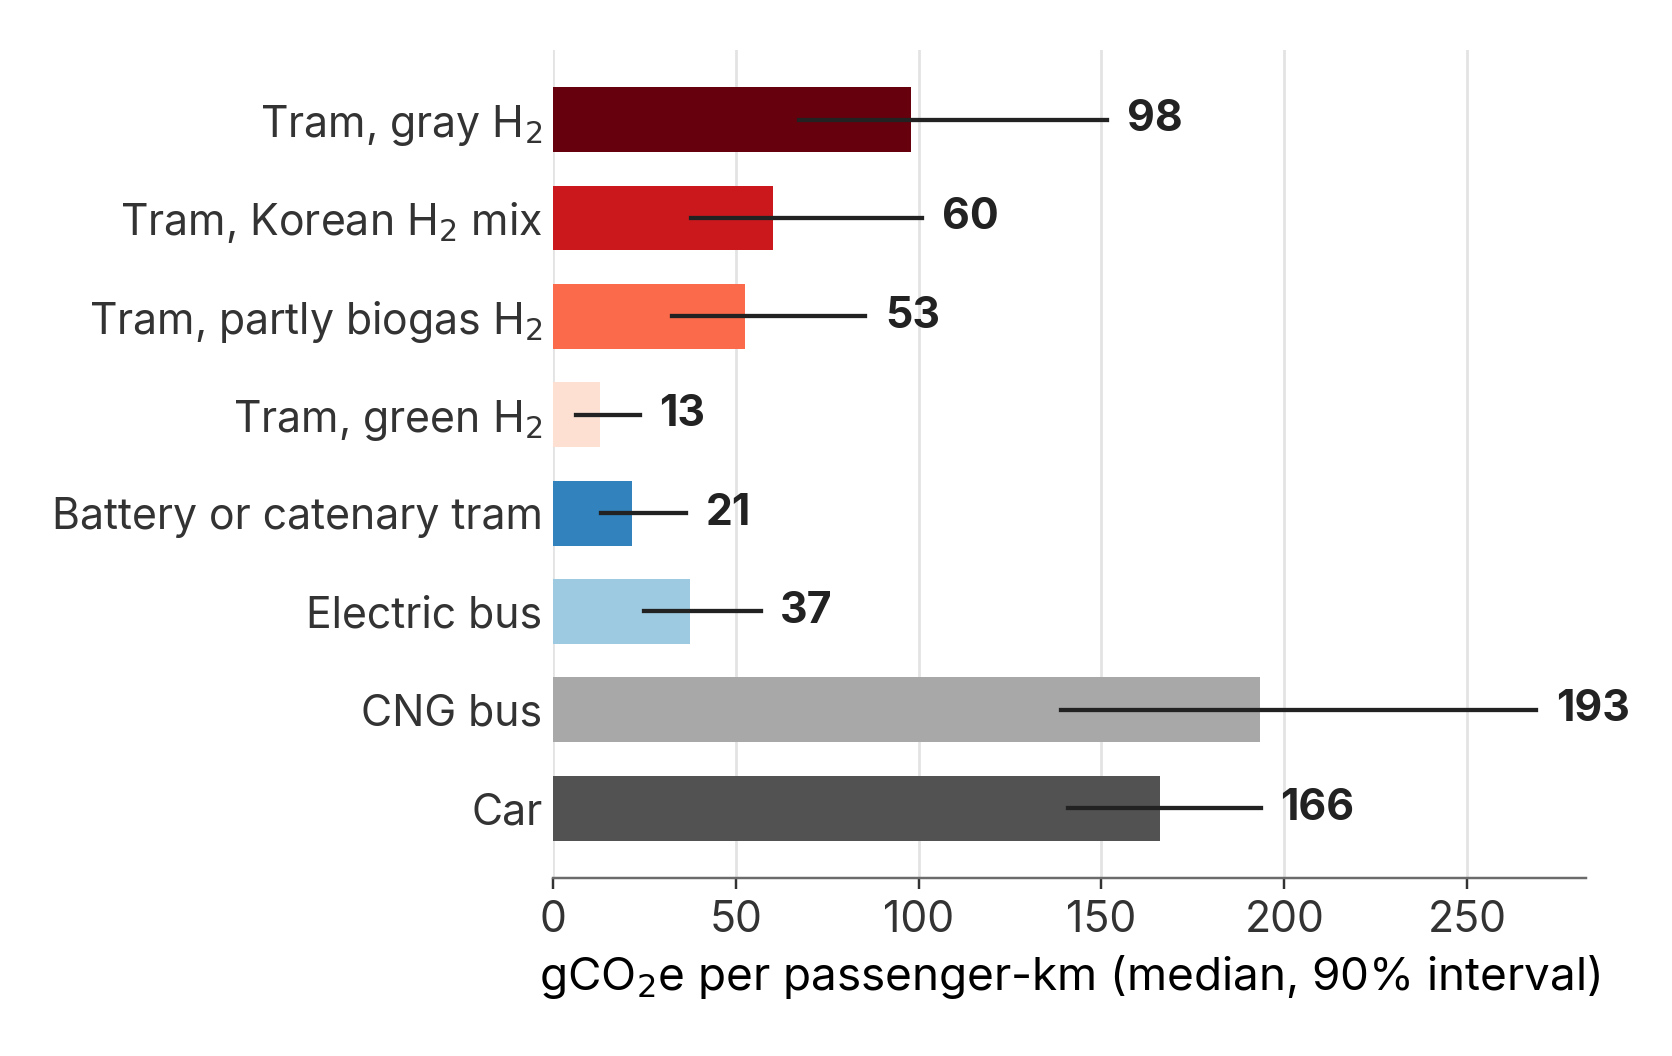 Tram, gray H₂
98
Tram, Korean H₂ mix
60
Tram, partly biogas H₂
53
Tram, green H₂
13
Battery or catenary tram
21
Electric bus
37
CNG bus
193
Car
166
0 50 100 150 200 250
gCO₂e per passenger-km (median, 90% interval)